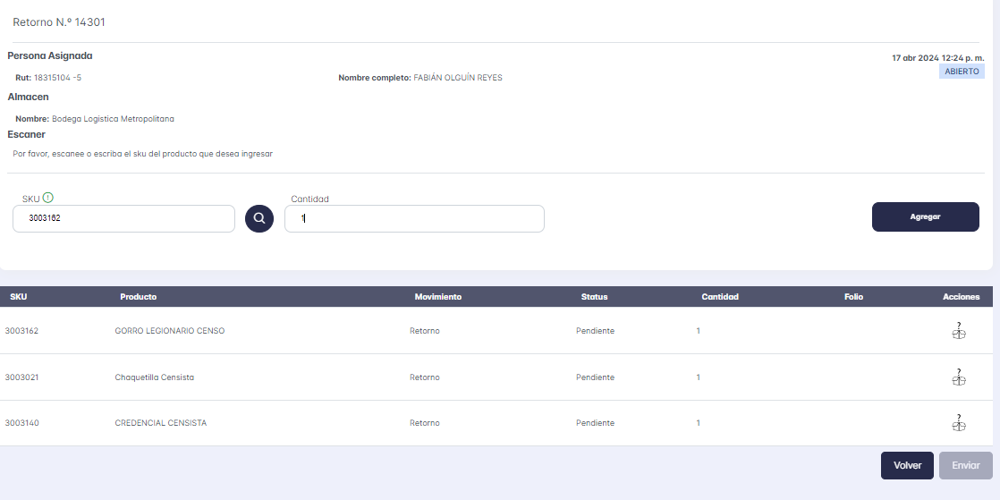 Retorno N.º 14301
Persona Asignada
17 abr 2024 12:24 p. m.
Rut: 18315104 -5 Nombre completo: FABIÁN OLGUÍN REYES
ABIERTO
Almacen
Nombre: Bodega Logistica Metropolitana
Escaner
Por favor, escanee o escriba el sku del producto que desea ingresar
SKU Cantidad
3003162 1 Agregar
SKU Producto Movimiento Status Cantidad Folio Acciones
3003162 GORRO LEGIONARIO CENSO Retorno Pendiente 1 ?
3003021 Chaquetilla Censista Retorno Pendiente 1 ?
3003140 CREDENCIAL CENSISTA Retorno Pendiente 1 ?
Volver Enviar